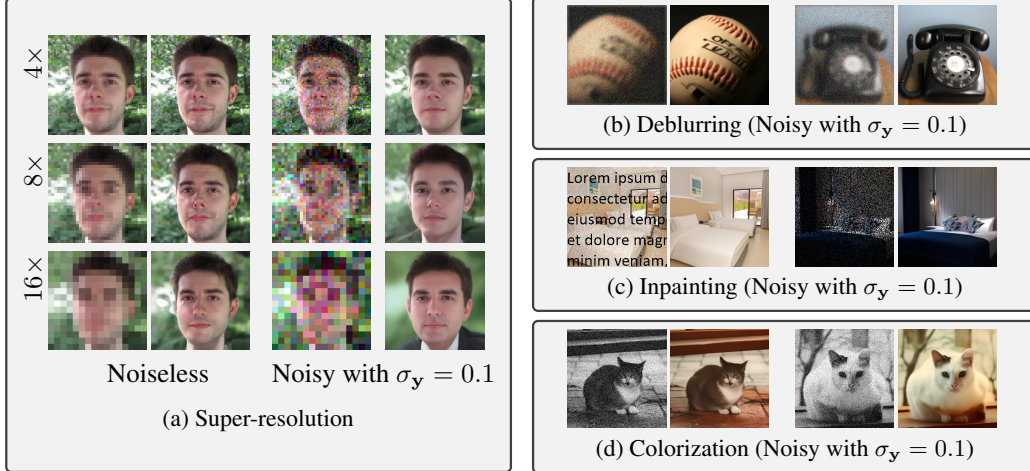 4×
8×
16×
Noiseless
Noisy with σ_y = 0.1
(a) Super-resolution
(b) Deblurring (Noisy with σ_y = 0.1)
Lorem ipsum d
consectetur ad
eiusmod temp
et dolore magr
minim veniam,
(c) Inpainting (Noisy with σ_y = 0.1)
(d) Colorization (Noisy with σ_y = 0.1)